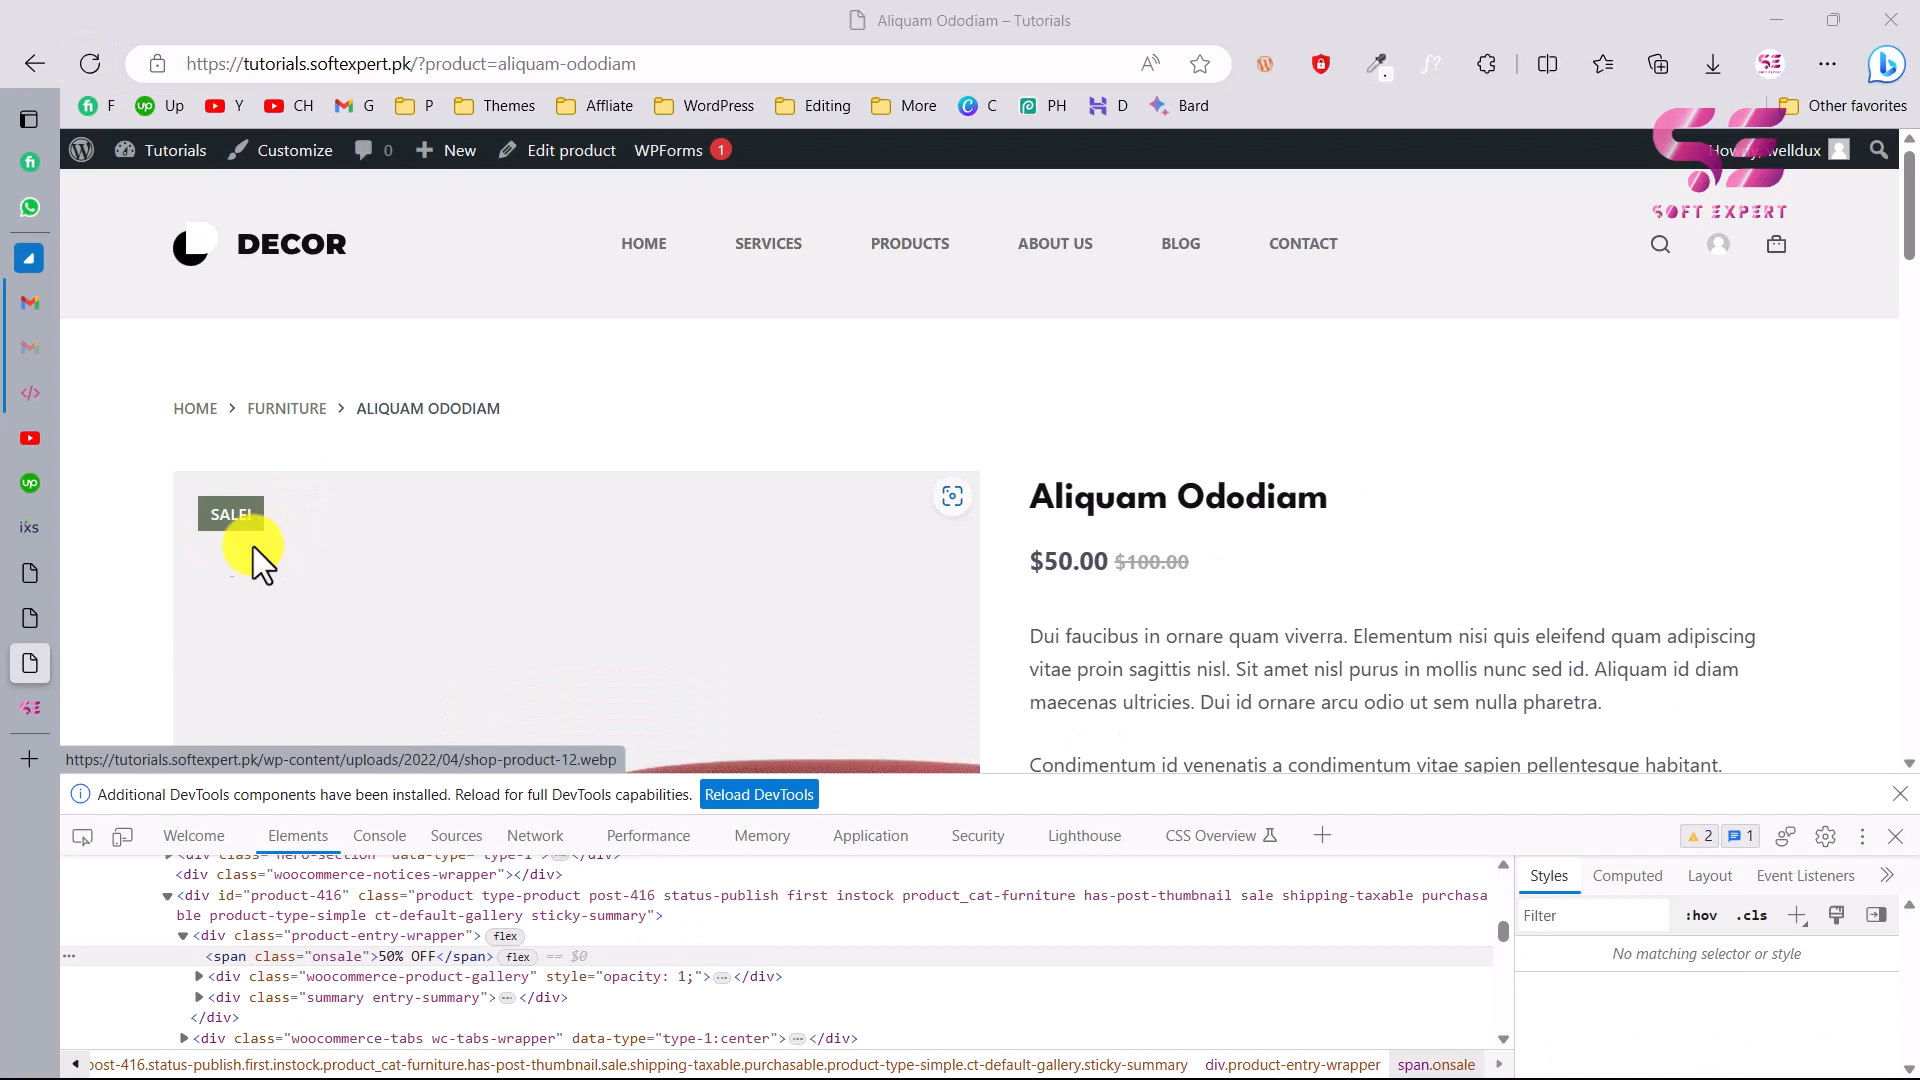 Aliquam Ododiam – Tutorials
https://tutorials.softexpert.pk/?product=aliquam-ododiam
F Up Y CH G P Themes Affliate WordPress Editing More C PH D Bard Other favorites
Tutorials Customize 0 New Edit product WPForms 1 Howdy, welldux
SOFT EXPERT
DECOR HOME SERVICES PRODUCTS ABOUT US BLOG CONTACT
HOME > FURNITURE > ALIQUAM ODODIAM
SALE!
Aliquam Ododiam
$50.00 $100.00
Dui faucibus in ornare quam viverra. Elementum nisi quis eleifend quam adipiscing
vitae proin sagittis nisl. Sit amet nisl purus in mollis nunc sed id. Aliquam id diam
maecenas ultricies. Dui id ornare arcu odio ut sem nulla pharetra.
Condimentum id venenatis a condimentum vitae sapien pellentesque habitant.
https://tutorials.softexpert.pk/wp-content/uploads/2022/04/shop-product-12.webp
Additional DevTools components have been installed. Reload for full DevTools capabilities. Reload DevTools
Welcome Elements Console Sources Network Performance Memory Application Security Lighthouse CSS Overview 2 1
<div class="hero-section" data-type="type-1">…</div>
<div class="woocommerce-notices-wrapper"></div>
<div id="product-416" class="product type-product post-416 status-publish first instock product_cat-furniture has-post-thumbnail sale shipping-taxable purchasa
ble product-type-simple ct-default-gallery sticky-summary">
<div class="product-entry-wrapper"> flex
<span class="onsale">50% OFF</span> flex == $0
<div class="woocommerce-product-gallery" style="opacity: 1;">…</div>
<div class="summary entry-summary">…</div>
</div>
<div class="woocommerce-tabs wc-tabs-wrapper" data-type="type-1:center">…</div>
post-416.status-publish.first.instock.product_cat-furniture.has-post-thumbnail.sale.shipping-taxable.purchasable.product-type-simple.ct-default-gallery.sticky-summary div.product-entry-wrapper span.onsale
Styles Computed Layout Event Listeners
Filter :hov .cls
No matching selector or style